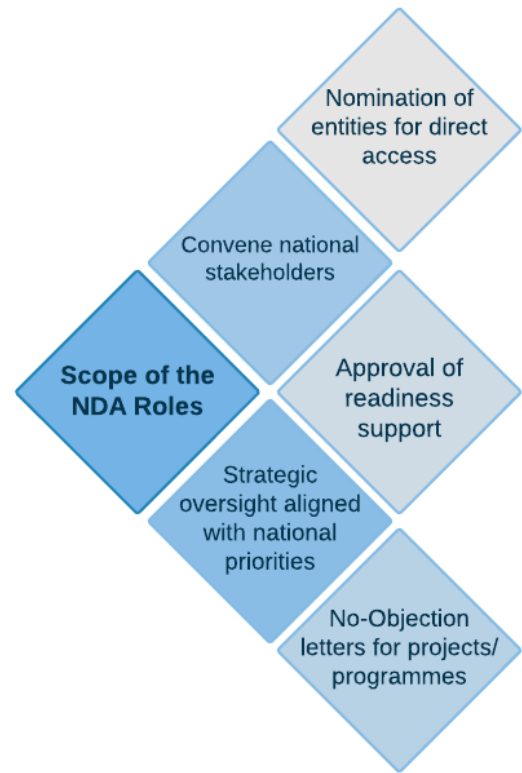 Nomination of
entities for direct
access
Convene national
stakeholders
Scope of the
NDA Roles
Approval of
readiness
support
Strategic
oversight aligned
with national
priorities
No-Objection
letters for projects/
programmes